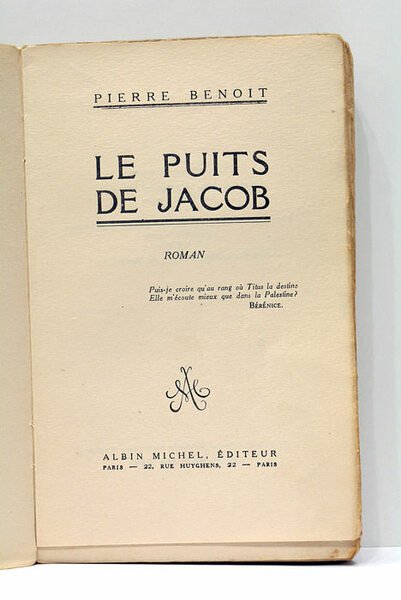 PIERRE BENOIT
LE PUITS
DE JACOB
ROMAN
Puis-je croire qu'au rang où Titus la destine
Elle m'écoute mieux que dans la Palestine?
BÉRÉNICE.
AM
ALBIN MICHEL, ÉDITEUR
PARIS — 22, RUE HUYGHENS, 22 — PARIS